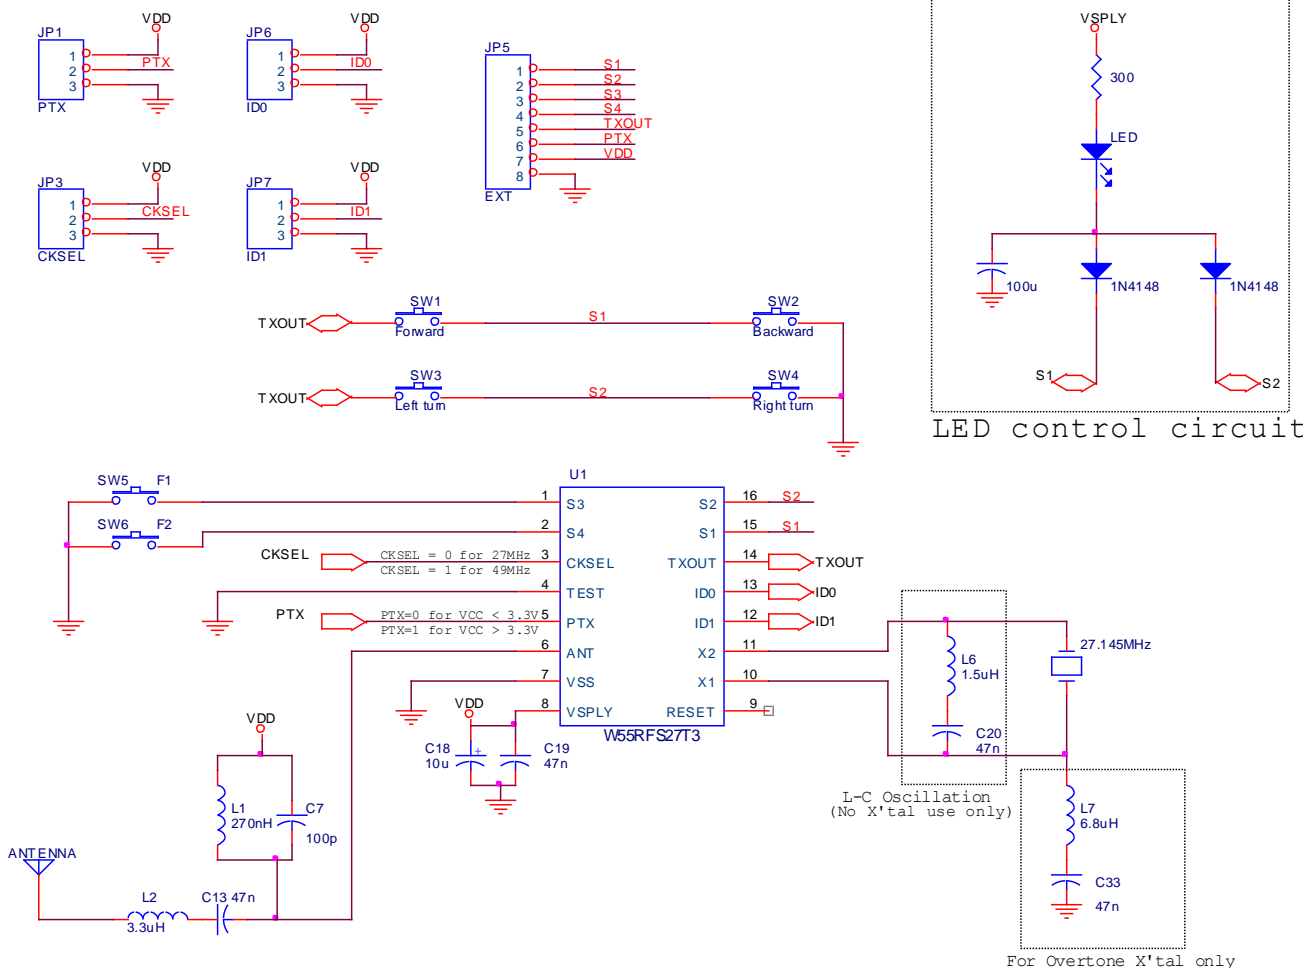 JP1
VDD
1
2
3
PTX
PTX
JP6
VDD
1
2
3
ID0
ID0
JP5
1
2
3
4
5
6
7
8
S1
S2
S3
S4
TXOUT
PTX
VDD
EXT
JP3
VDD
1
2
3
CKSEL
CKSEL
JP7
VDD
1
2
3
ID1
ID1
VSPLY
300
LED
100u
1N4148
1N4148
S1
S2
LED control circuit
TXOUT
SW1
Forward
S1
SW2
Backward
TXOUT
SW3
Left turn
S2
SW4
Right turn
SW5
F1
SW6
F2
CKSEL
CKSEL = 0 for 27MHz
CKSEL = 1 for 49MHz
PTX
PTX=0 for VCC < 3.3V
PTX=1 for VCC > 3.3V
U1
1
S3
2
S4
3
CKSEL
4
TEST
5
PTX
6
ANT
7
VSS
8
VSPLY
S2
16
S2
S1
15
S1
TXOUT
14
TXOUT
ID0
13
ID0
ID1
12
ID1
X2
11
X1
10
RESET
9
W55RFS27T3
VDD
C18
10u
+
C19
47n
VDD
L1
270nH
C7
100p
ANTENNA
L2
3.3uH
C13 47n
L6
1.5uH
C20
47n
27.145MHz
L-C Oscillation
(No X'tal use only)
L7
6.8uH
C33
47n
For Overtone X'tal only